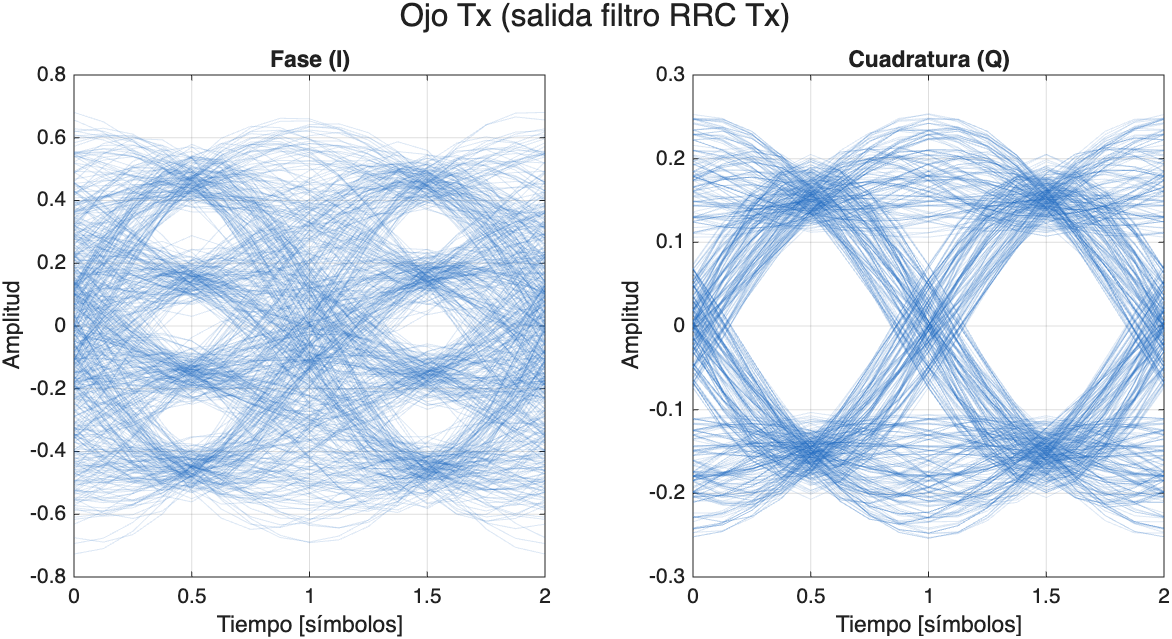 Ojo Tx (salida filtro RRC Tx)
Fase (I)
0.8
0.6
0.4
0.2
0
-0.2
-0.4
-0.6
-0.8
Amplitud
0 0.5 1 1.5 2
Tiempo [símbolos]
Cuadratura (Q)
0.3
0.2
0.1
0
-0.1
-0.2
-0.3
Amplitud
0 0.5 1 1.5 2
Tiempo [símbolos]